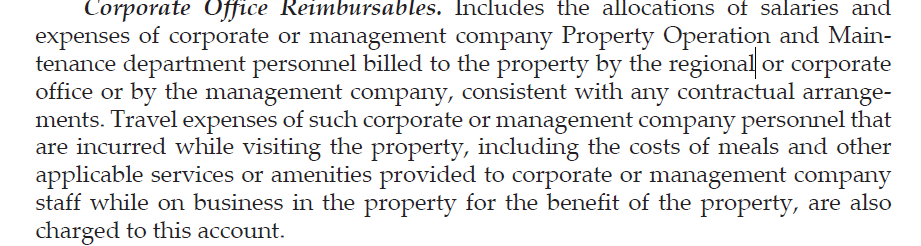 Corporate Office Reimbursables. Includes the allocations of salaries and
expenses of corporate or management company Property Operation and Main-
tenance department personnel billed to the property by the regional or corporate
office or by the management company, consistent with any contractual arrange-
ments. Travel expenses of such corporate or management company personnel that
are incurred while visiting the property, including the costs of meals and other
applicable services or amenities provided to corporate or management company
staff while on business in the property for the benefit of the property, are also
charged to this account.